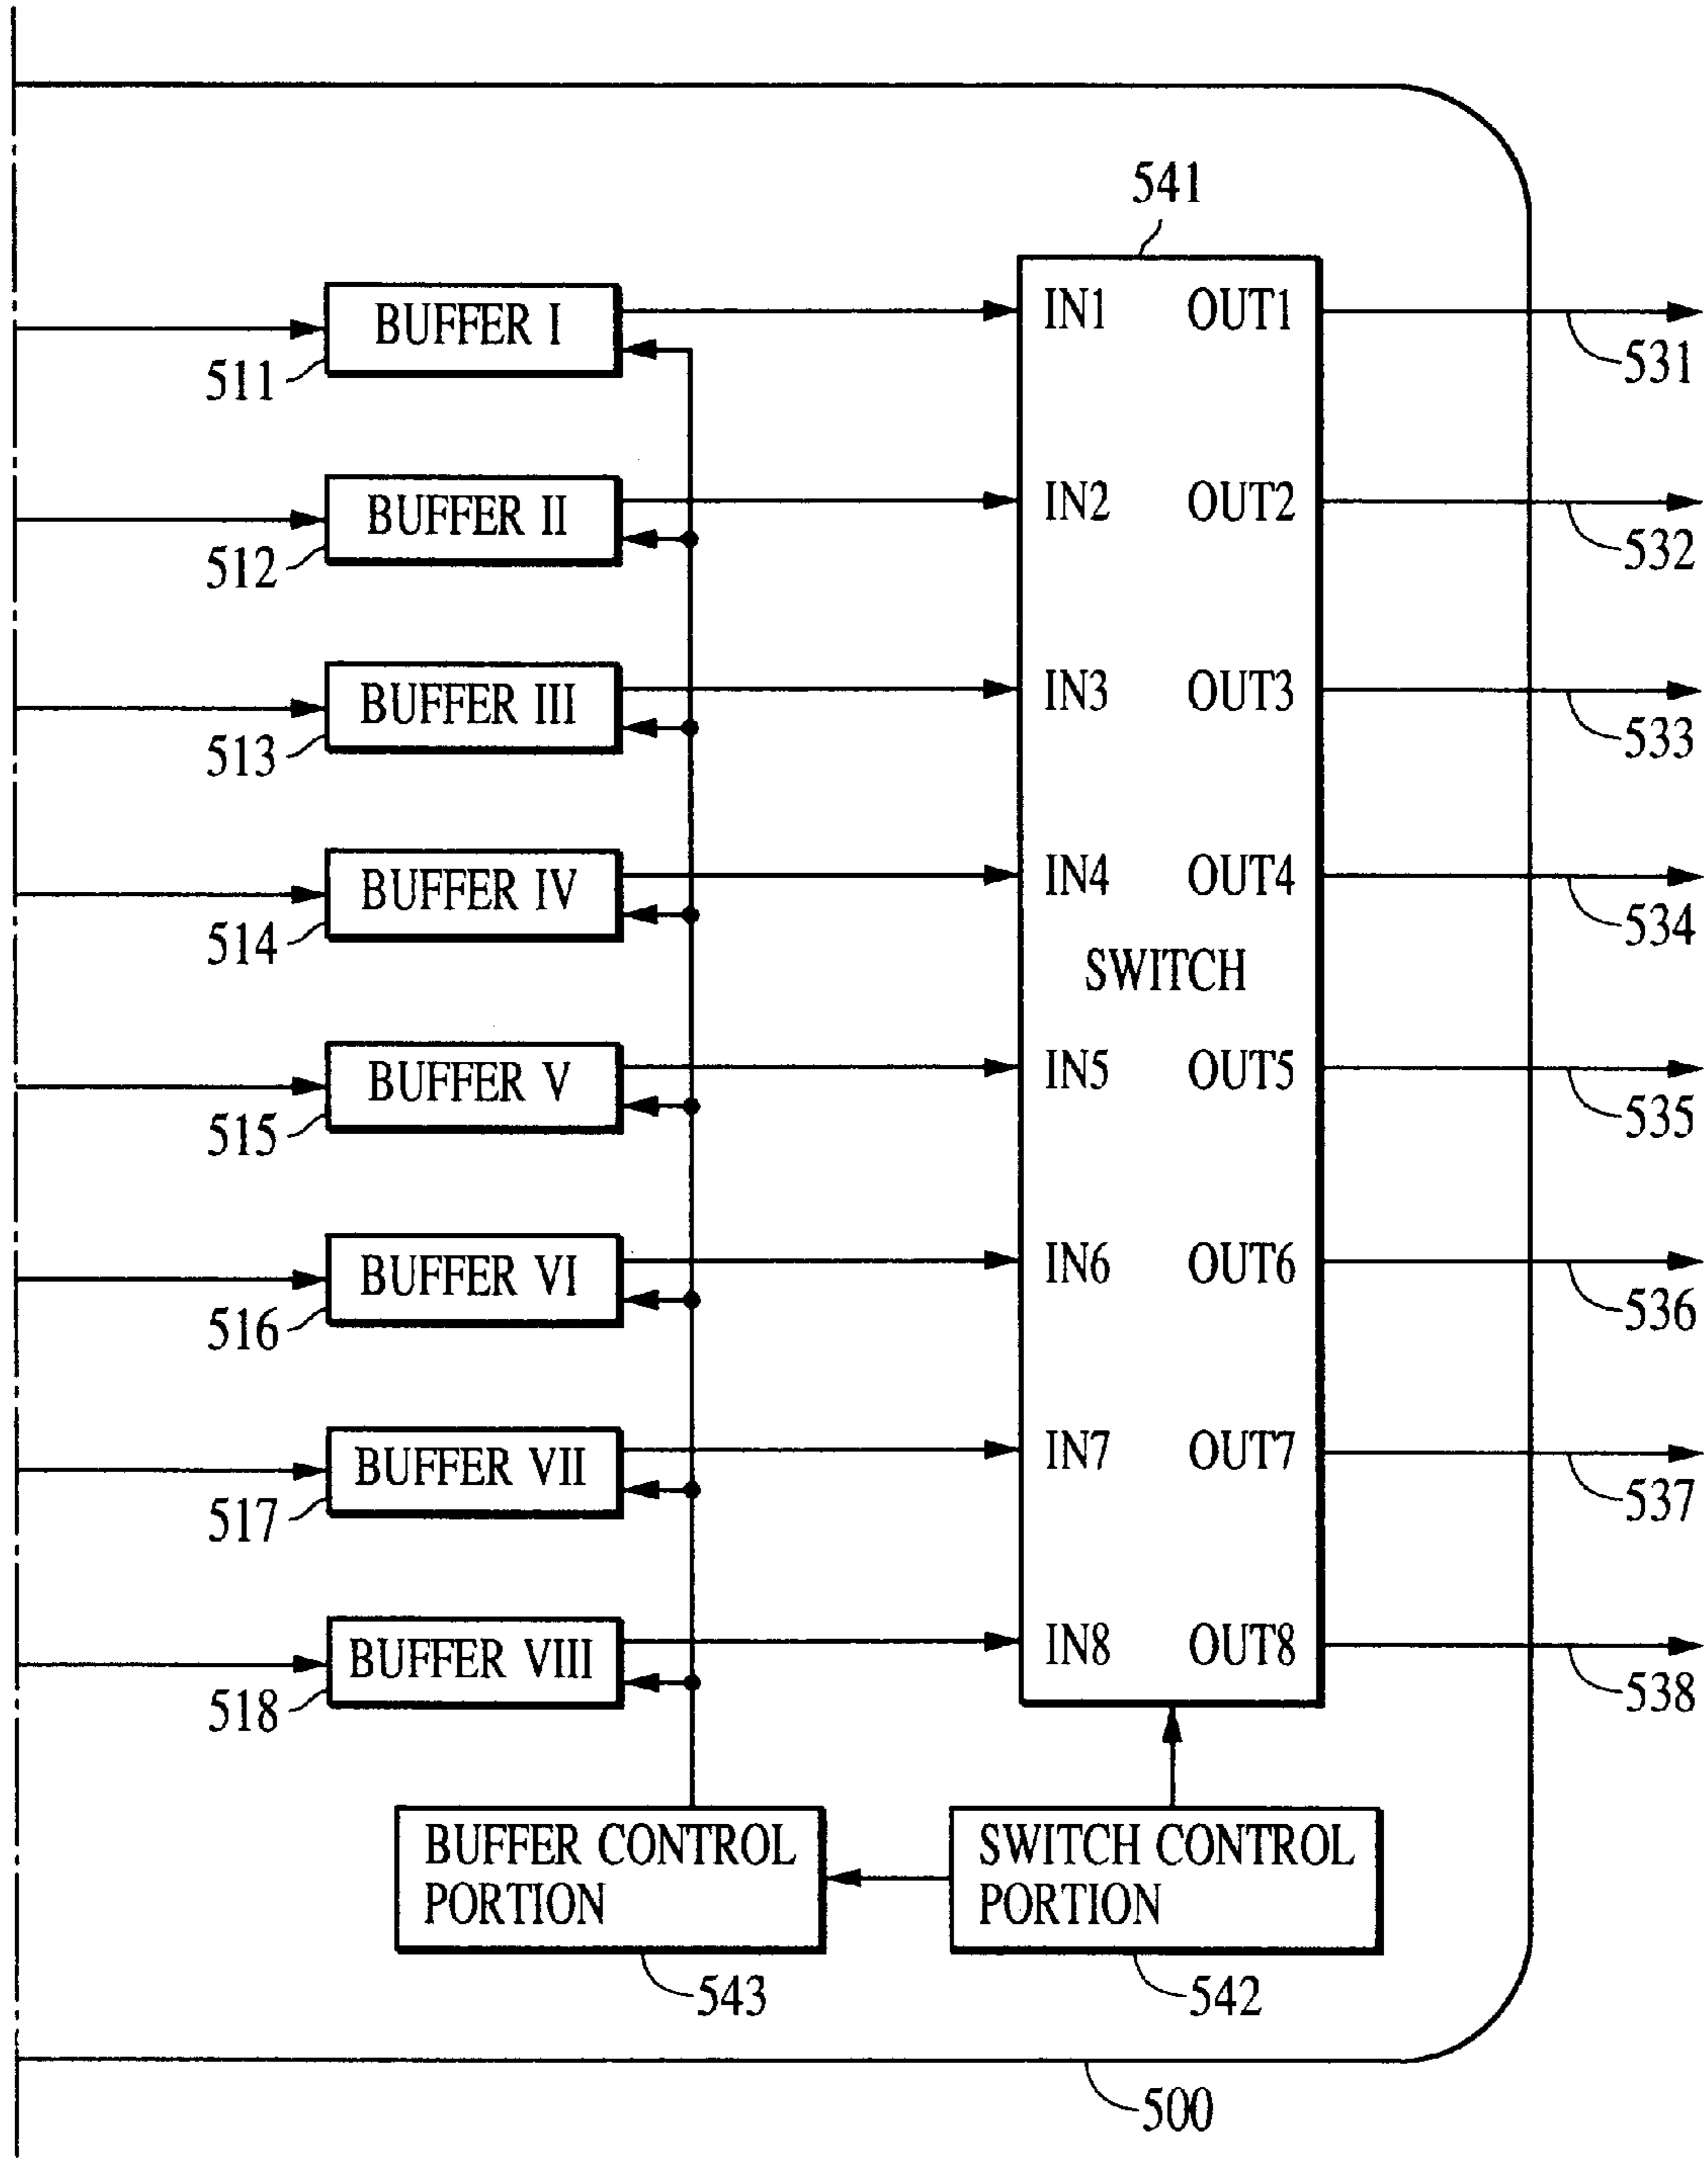 541
BUFFER I
IN1 OUT1
511
531
BUFFER II
IN2 OUT2
512
532
BUFFER III
IN3 OUT3
513
533
BUFFER IV
IN4 OUT4
514
534
SWITCH
BUFFER V
IN5 OUT5
515
535
BUFFER VI
IN6 OUT6
516
536
BUFFER VII
IN7 OUT7
517
537
BUFFER VIII
IN8 OUT8
518
538
BUFFER CONTROL
PORTION
SWITCH CONTROL
PORTION
543
542
500